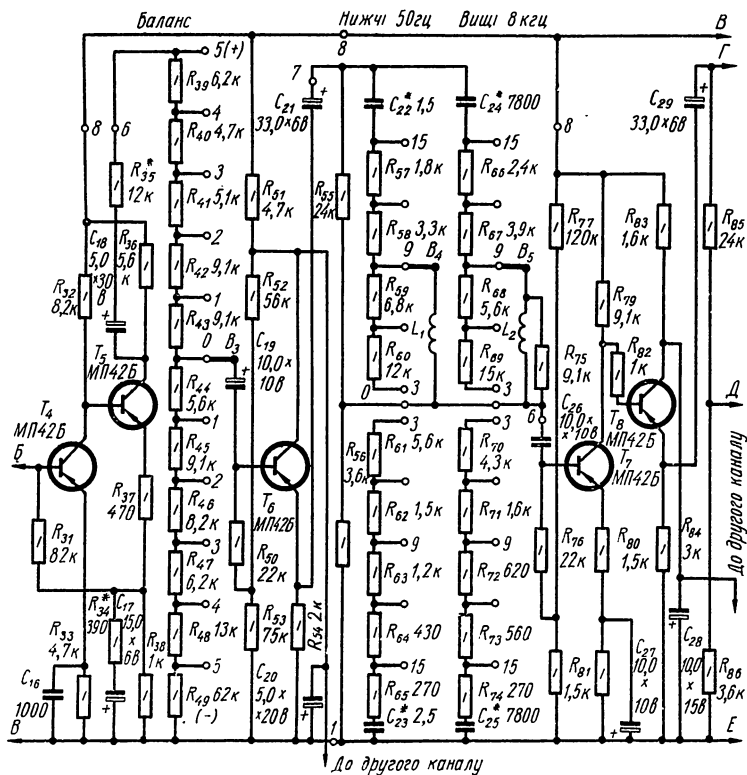 Баланс
Нижчі 50гц
Вищі 8кгц
8
В
Г
5(+)
R39 6,2к
4
R40 4,7к
3
R41 5,1к
2
R42 9,1к
1
R43 9,1к
0
В3
R44 5,6к
1
R45 9,1к
2
R46 8,2к
3
R47 6,2к
4
R48 13к
5
R49 62к
(-)
8
6
R35*
12к
C18
5,0
×30
В
R36
5,6
к
R32
8,2к
T5
МП42Б
T4
МП42Б
Б
R31
82к
R37
470
R34*
390
C17
15,0
×
6В
R33
4,7к
R38
1к
C16
1000
В
R51
4,7к
R52
56к
C19
10,0×
10в
T6
МП42Б
R50
22к
R53
75к
C20
5,0×
×20в
R54 2к
7
C21
33,0×6в
R55
24к
C22* 1,5
15
R57 1,8к
R58 3,3к
9
В4
R59
6,8к
L1
R60
12к
3
0
3
R56
3,6к
R61 5,6к
R62 1,5к
9
R63 1,2к
R64 430
15
R65 270
C23* 2,5
C24* 7800
15
R66 2,4к
R67 3,9к
9
В5
R68
5,6к
L2
R69
15к
3
3
R70
4,3к
R71 1,6к
9
R72 620
R73 560
15
R74 270
C25* 7800
8
R77
120к
R75
9,1к
6
C26
10,0×
×10в
R76
22к
T7
МП42Б
R79
9,1к
R82
1к
T8
МП42Б
R83
1,6к
C29
33,0×6в
R85
24к
Д
R80
1,5к
R84
3к
R81
1,5к
C27
10,0
×
10в
C28
10,0
×
15в
R86
3,6к
Е
До другого каналу
1
До другого каналу